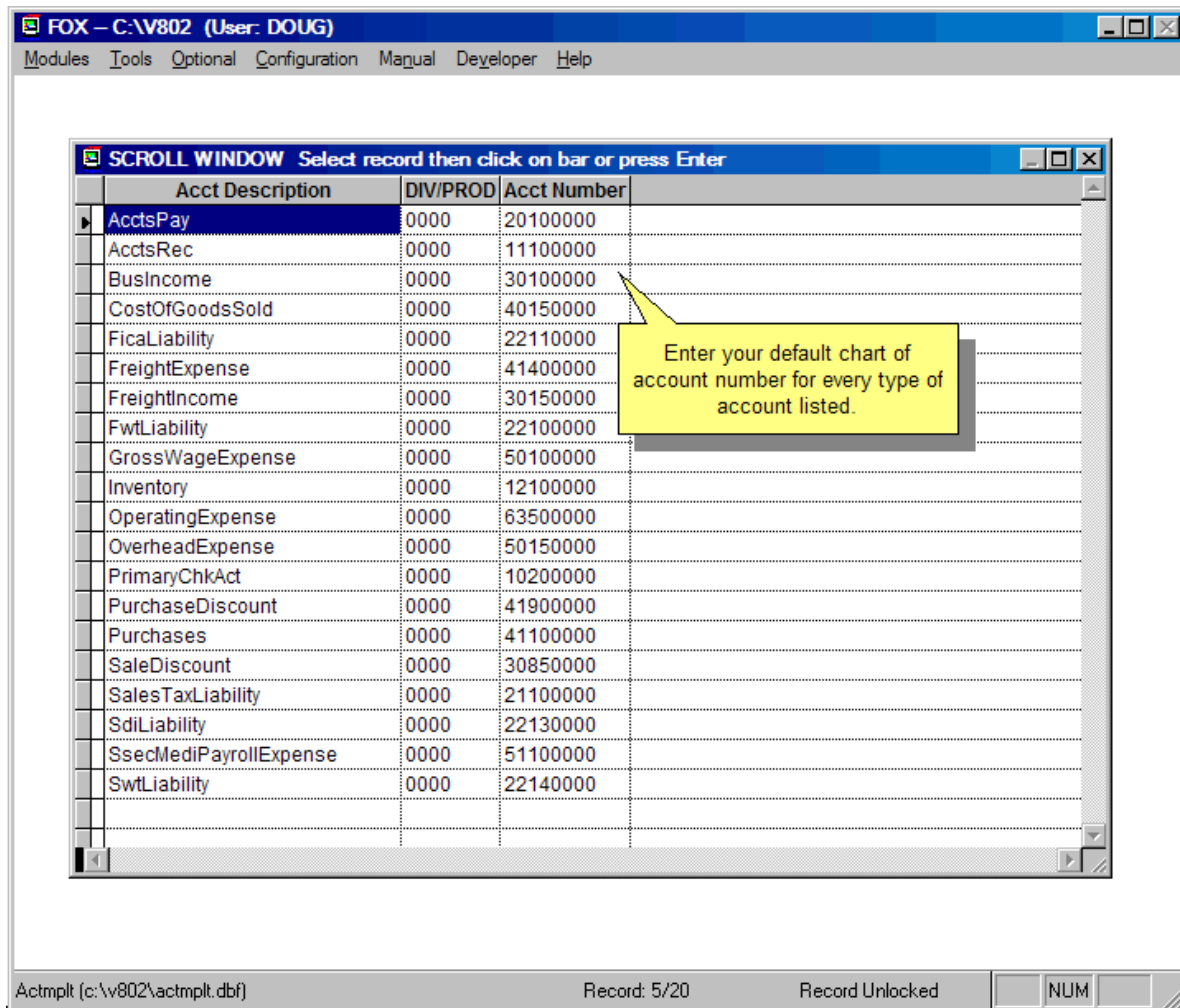 FOX – C:\V802 (User: DOUG)
Modules Tools Optional Configuration Manual Developer Help
SCROLL WINDOW Select record then click on bar or press Enter
Acct Description DIV/PROD Acct Number
AcctsPay 0000 20100000
AcctsRec 0000 11100000
BusIncome 0000 30100000
CostOfGoodsSold 0000 40150000
FicaLiability 0000 22110000
FreightExpense 0000 41400000
FreightIncome 0000 30150000
FwtLiability 0000 22100000
GrossWageExpense 0000 50100000
Inventory 0000 12100000
OperatingExpense 0000 63500000
OverheadExpense 0000 50150000
PrimaryChkAct 0000 10200000
PurchaseDiscount 0000 41900000
Purchases 0000 41100000
SaleDiscount 0000 30850000
SalesTaxLiability 0000 21100000
SdiLiability 0000 22130000
SsecMediPayrollExpense 0000 51100000
SwtLiability 0000 22140000
Enter your default chart of
account number for every type of
account listed.
Actmplt (c:\v802\actmplt.dbf) Record: 5/20 Record Unlocked NUM